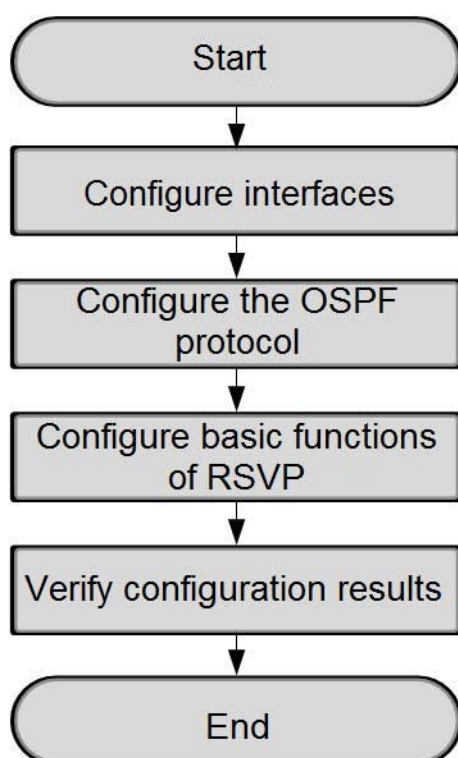 Start
Configure interfaces
Configure the OSPF
protocol
Configure basic functions
of RSVP
Verify configuration results
End